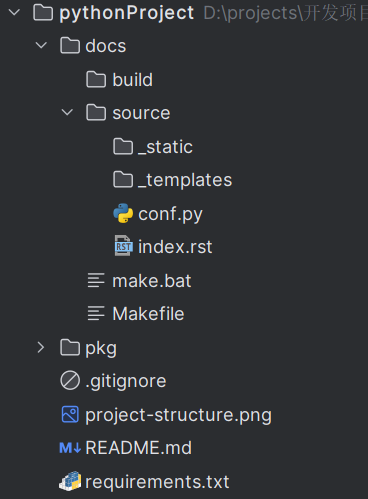 pythonProject D:\projects\开发项目
docs
build
source
_static
_templates
conf.py
RST index.rst
make.bat
Makefile
pkg
.gitignore
project-structure.png
M↓ README.md
requirements.txt